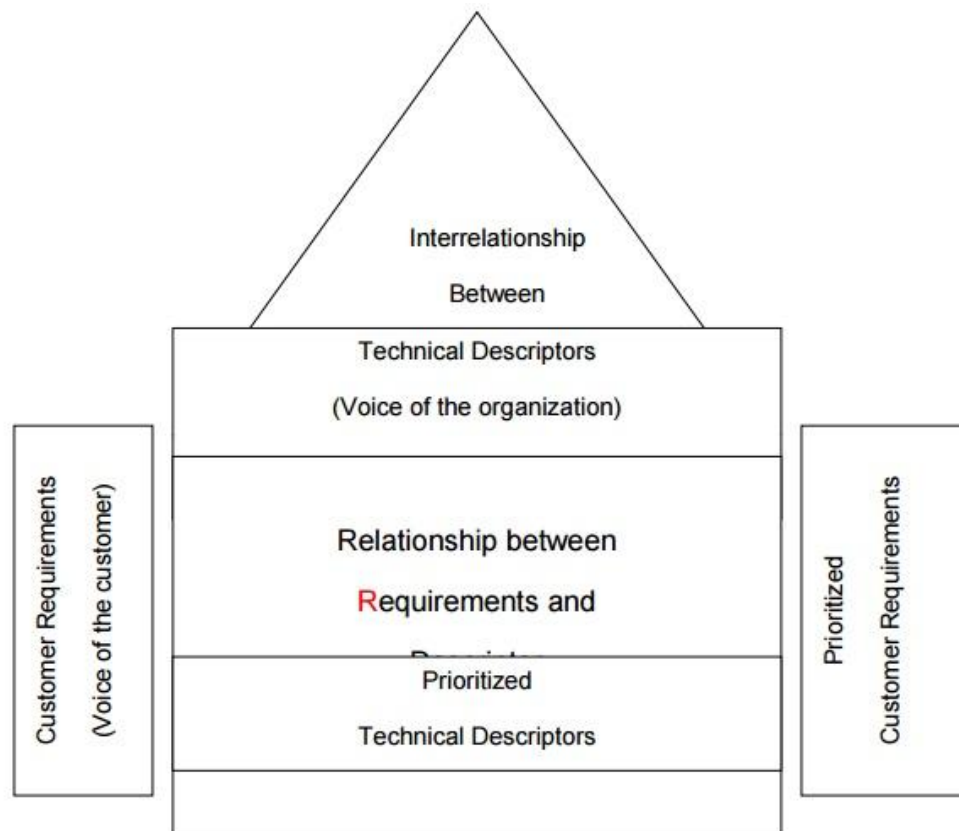 Interrelationship
Between
Technical Descriptors
(Voice of the organization)
Customer Requirements
(Voice of the customer)
Relationship between
Requirements and
Prioritized
Technical Descriptors
Prioritized
Customer Requirements